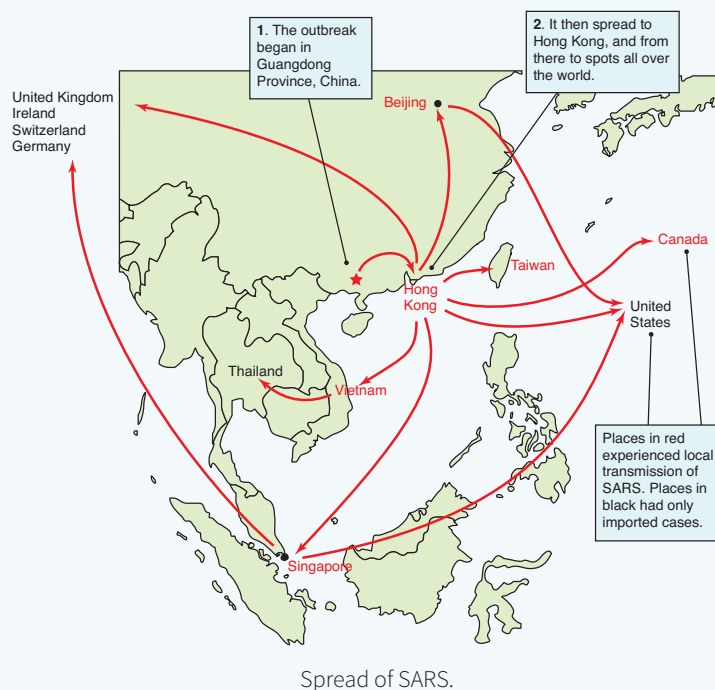 1. The outbreak
began in
Guangdong
Province, China.
2. It then spread to
Hong Kong, and from
there to spots all over
the world.
United Kingdom
Ireland
Switzerland
Germany
Beijing
Canada
Taiwan
Hong
Kong
United
States
Thailand
Vietnam
Places in red
experienced local
transmission of
SARS. Places in
black had only
imported cases.
Singapore
Spread of SARS.